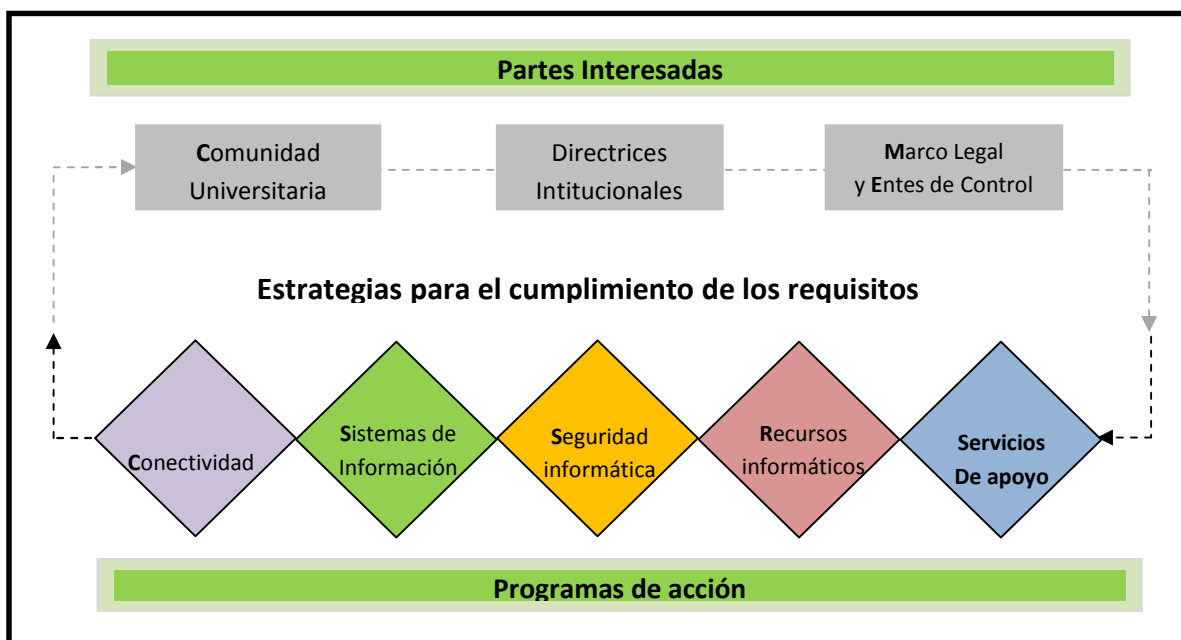 Partes Interesadas
Comunidad
Universitaria
Directrices
Intitucionales
Marco Legal
y Entes de Control
Estrategias para el cumplimiento de los requisitos
Conectividad
Sistemas de
Información
Seguridad
informática
Recursos
informáticos
Servicios
De apoyo
Programas de acción